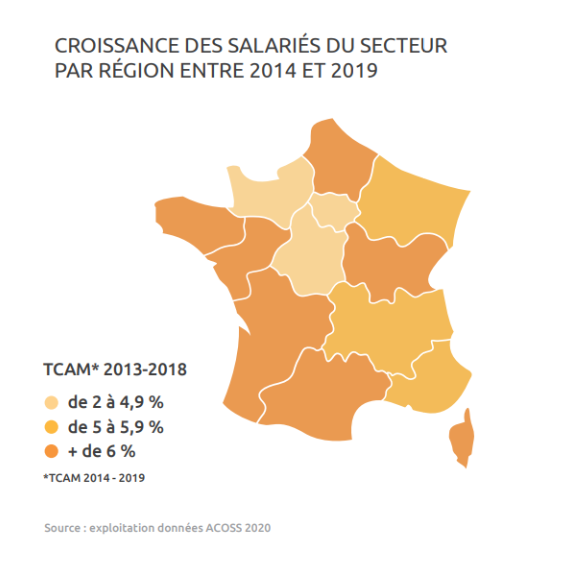 CROISSANCE DES SALARIÉS DU SECTEUR
PAR RÉGION ENTRE 2014 ET 2019
TCAM* 2013-2018
de 2 à 4,9 %
de 5 à 5,9 %
+ de 6 %
*TCAM 2014 - 2019
Source : exploitation données ACOSS 2020